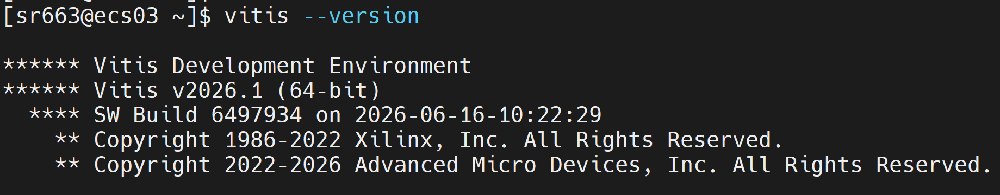 [sr663@ecs03 ~]$ vitis --version
****** Vitis Development Environment
****** Vitis v2026.1 (64-bit)
**** SW Build 6497934 on 2026-06-16-10:22:29
** Copyright 1986-2022 Xilinx, Inc. All Rights Reserved.
** Copyright 2022-2026 Advanced Micro Devices, Inc. All Rights Reserved.